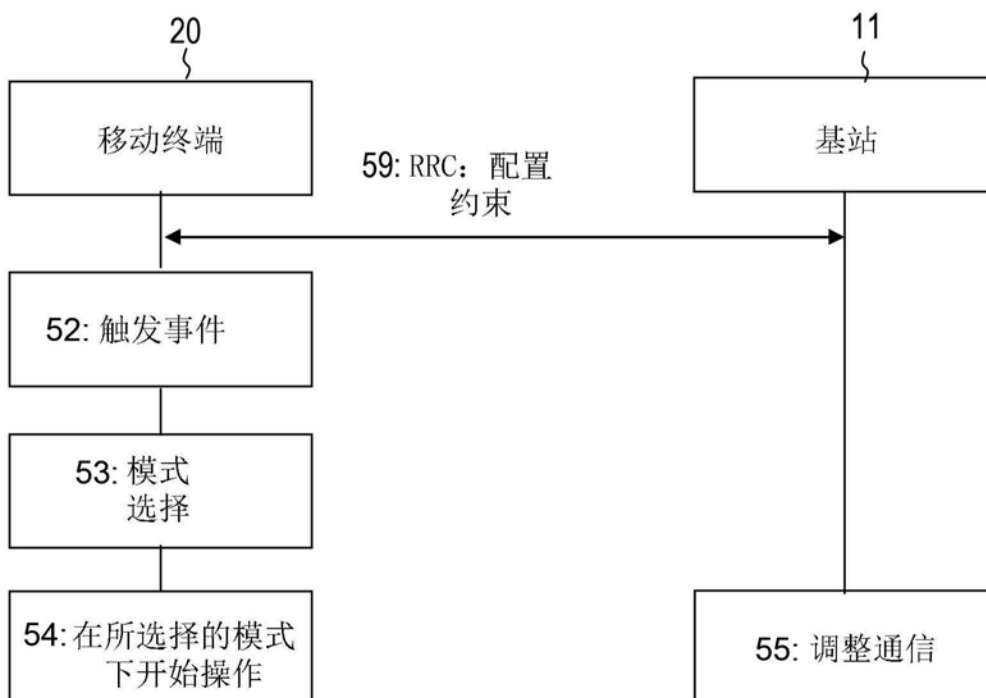 20
11
移动终端
基站
59: RRC：配置
约束
52: 触发事件
53: 模式
选择
54: 在所选择的模式
下开始操作
55: 调整通信